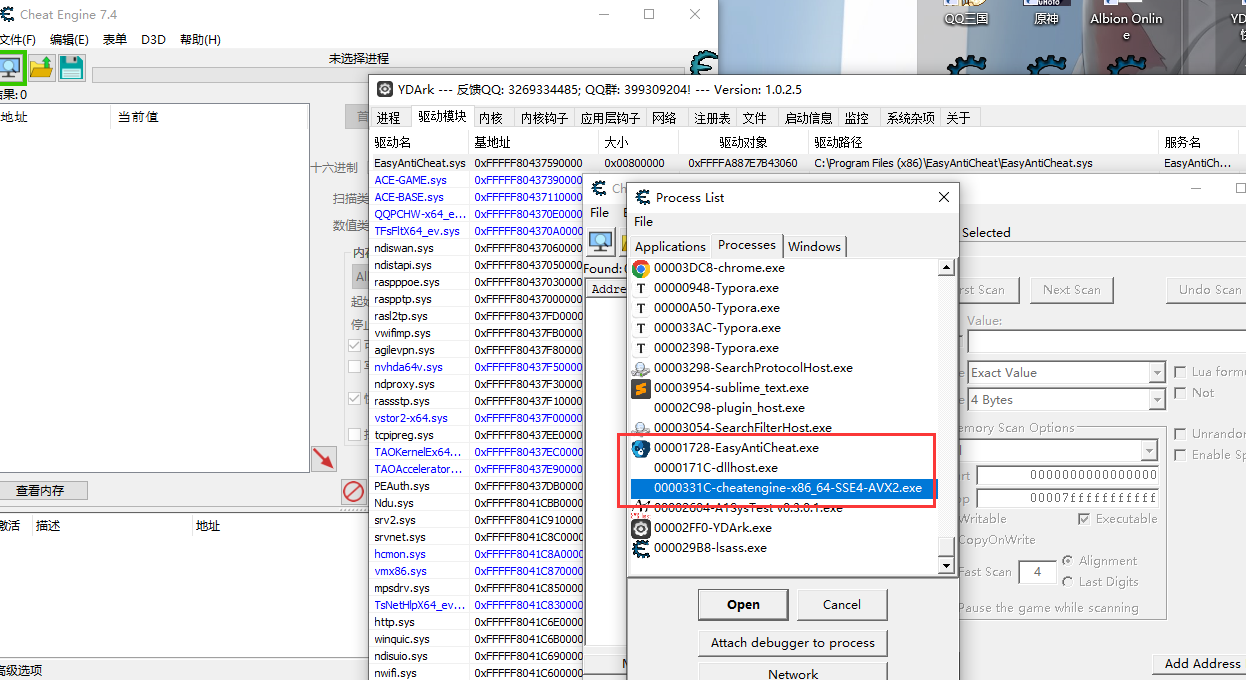 Cheat Engine 7.4
文件(F) 编辑(E) 表单 D3D 帮助(H)
未选择进程
结果: 0
地址 当前值
首
十六进制
扫描类
数值类
内存
All
起始
停止
查看内存
激活 描述 地址
高级选项
QQ三国 原神 Albion Online
YD
YDArk --- 反馈QQ: 3269334485; QQ群: 399309204! --- Version: 1.0.2.5
进程 驱动模块 内核 内核钩子 应用层钩子 网络 注册表 文件 启动信息 监控 系统杂项 关于
驱动名 基地址 大小 驱动对象 驱动路径 服务名
EasyAntiCheat.sys 0xFFFFF80437590000 0x00800000 0xFFFFA887E7B43060 C:\Program Files (x86)\EasyAntiCheat\EasyAntiCheat.sys EasyAntiCh...
ACE-GAME.sys 0xFFFFF80437390000
ACE-BASE.sys 0xFFFFF80437110000
QQPCHW-x64_e... 0xFFFFF804370E0000
TFsFltX64_ev.sys 0xFFFFF804370A0000
ndiswan.sys 0xFFFFF80437060000
ndistapi.sys 0xFFFFF80437050000
raspppoe.sys 0xFFFFF80437030000
raspptp.sys 0xFFFFF80437000000
rasl2tp.sys 0xFFFFF80437FD0000
vwifimp.sys 0xFFFFF80437FB0000
agilevpn.sys 0xFFFFF80437F80000
nvhda64v.sys 0xFFFFF80437F50000
ndproxy.sys 0xFFFFF80437F30000
rassstp.sys 0xFFFFF80437F10000
vstor2-x64.sys 0xFFFFF80437F00000
tcpipreg.sys 0xFFFFF80437EE0000
TAOKernelEx64... 0xFFFFF80437EC0000
TAOAccelerator... 0xFFFFF80437E90000
PEAuth.sys 0xFFFFF80437DB0000
Ndu.sys 0xFFFFF8041CBB0000
srv2.sys 0xFFFFF8041C910000
srvnet.sys 0xFFFFF8041C8C0000
hcmon.sys 0xFFFFF8041C8A0000
vmx86.sys 0xFFFFF8041C870000
mpsdrv.sys 0xFFFFF8041C850000
TsNetHlpX64_ev... 0xFFFFF8041C830000
http.sys 0xFFFFF8041C6E0000
winquic.sys 0xFFFFF8041C6B0000
ndisuio.sys 0xFFFFF8041C690000
nwifi.sys 0xFFFFF8041C600000
Ch
File E
Found: 0
Addre
Process List
File
Applications Processes Windows
00003DC8-chrome.exe
00000948-Typora.exe
00000A50-Typora.exe
000033AC-Typora.exe
00002398-Typora.exe
00003298-SearchProtocolHost.exe
00003954-sublime_text.exe
00002C98-plugin_host.exe
00003054-SearchFilterHost.exe
00001728-EasyAntiCheat.exe
0000171C-dllhost.exe
0000331C-cheatengine-x86_64-SSE4-AVX2.exe
00002604-A1SysTest v0.3.0.1.exe
00002FF0-YDArk.exe
000029B8-lsass.exe
Open Cancel
Attach debugger to process
Network
Selected
rst Scan Next Scan Undo Scan
Value:
Exact Value Lua formu
4 Bytes Not
emory Scan Options
Unrandon
Enable Sp
rt 0000000000000000
op 00007fffffffffff
Writable Executable
CopyOnWrite
Fast Scan 4 Alignment
Last Digits
Pause the game while scanning
Add Address